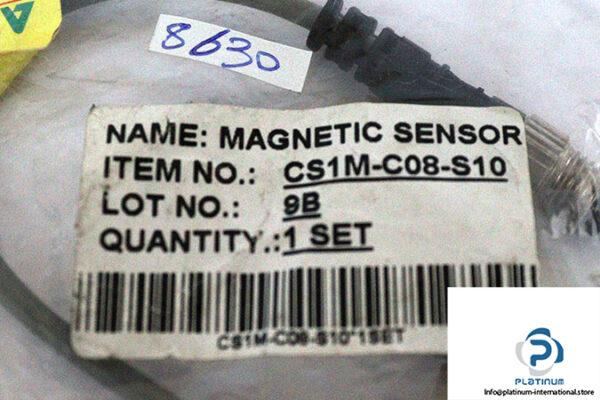 8630
NAME: MAGNETIC SENSOR
ITEM NO.: CS1M-C08-S10
LOT NO.: 9B
QUANTITY.: 1 SET
CS1M-C08-S10*1SET
PLATINUM
Info@platinum-international.store